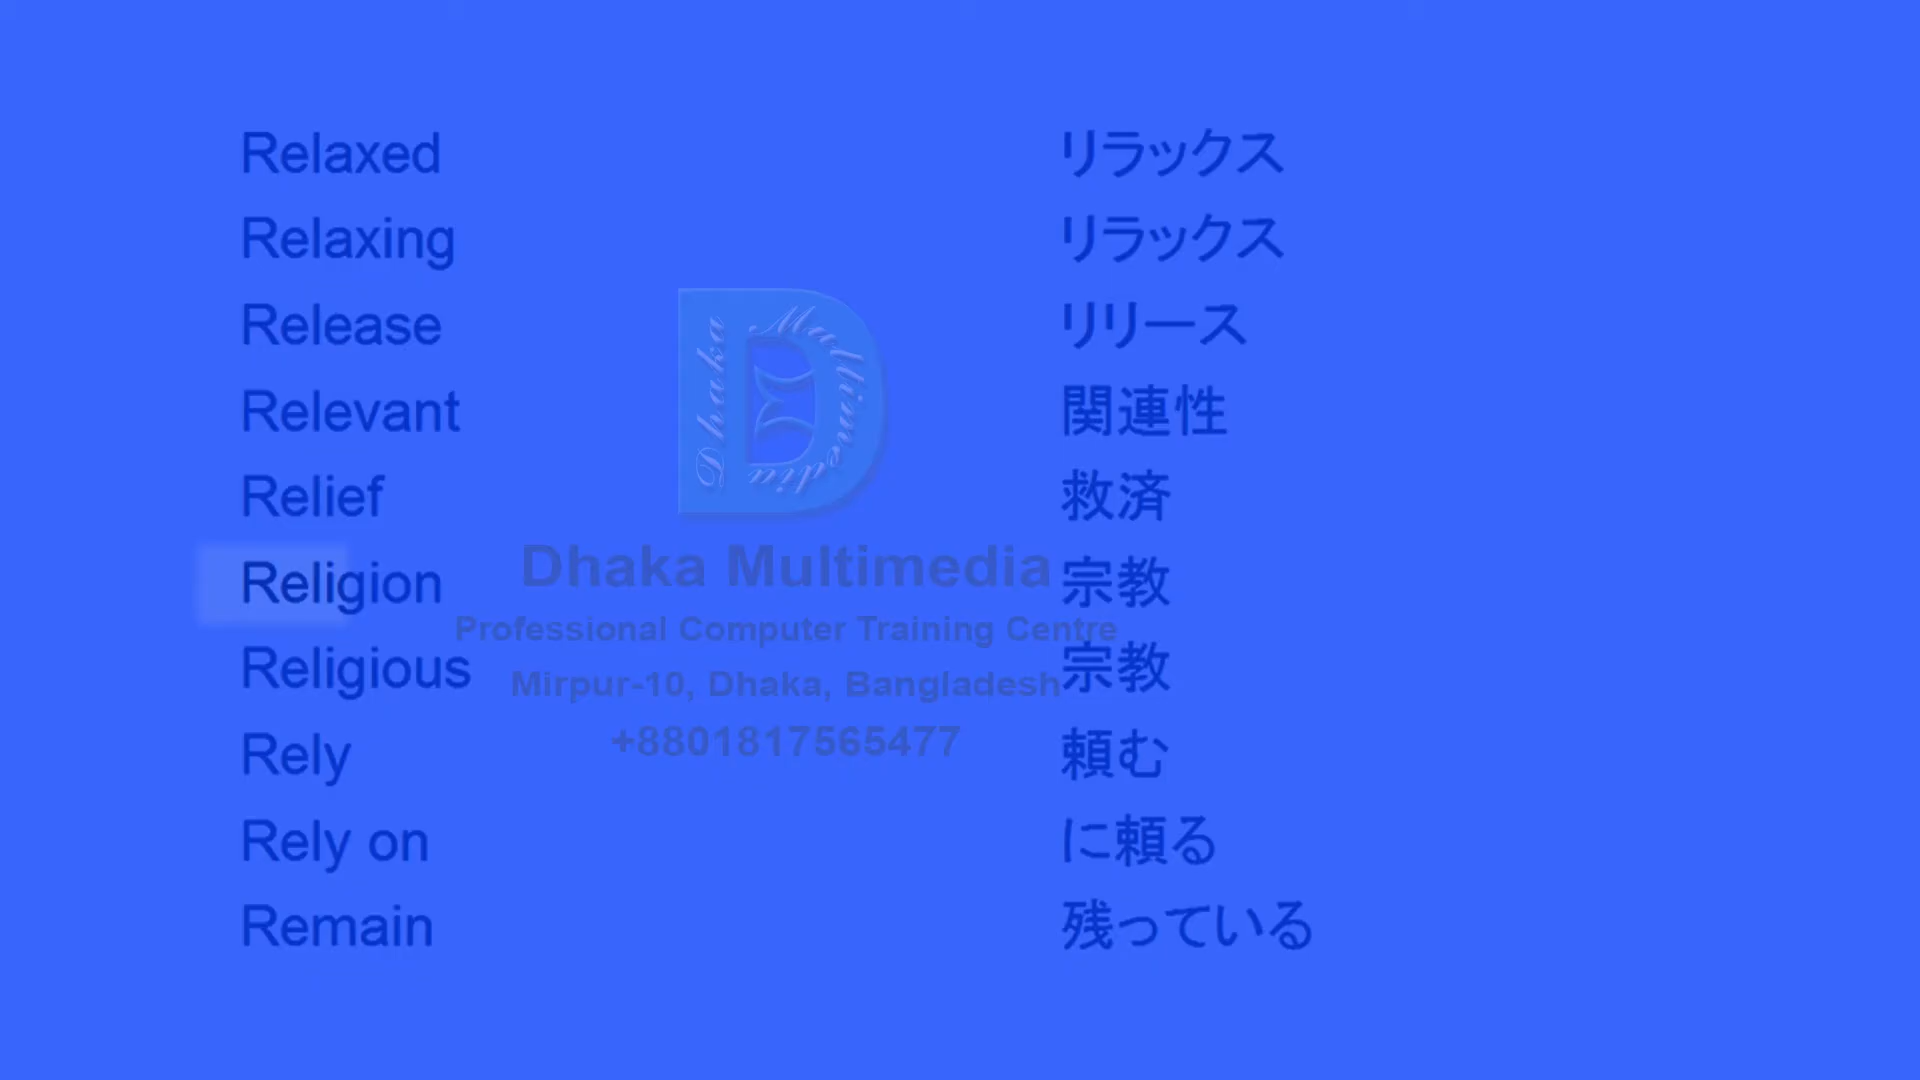 Relaxed リラックス
Relaxing リラックス
Release リリース
Relevant 関連性
Relief 救済
Religion 宗教
Religious 宗教
Rely 頼む
Rely on に頼る
Remain 残っている
Dhaka Multimedia
Dhaka Multimedia
Professional Computer Training Centre
Mirpur-10, Dhaka, Bangladesh
+8801817565477